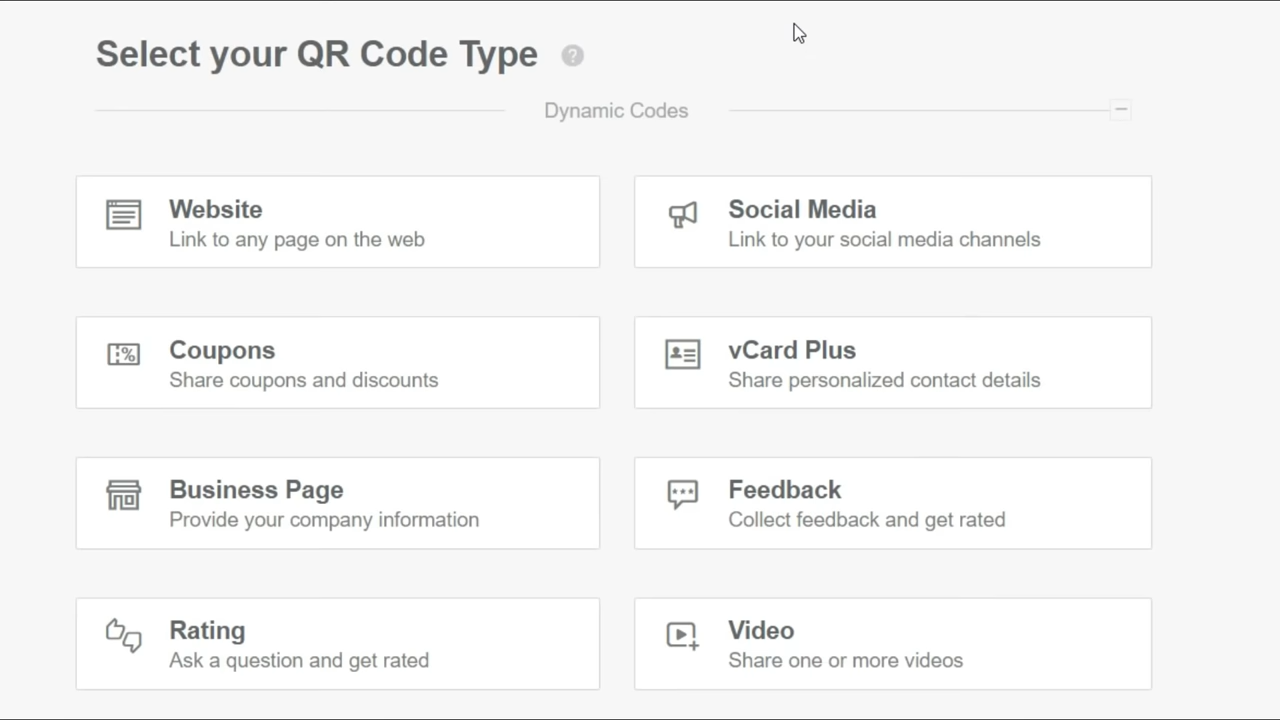 Select your QR Code Type ?
Dynamic Codes
Website
Link to any page on the web
Social Media
Link to your social media channels
Coupons
Share coupons and discounts
vCard Plus
Share personalized contact details
Business Page
Provide your company information
Feedback
Collect feedback and get rated
Rating
Ask a question and get rated
Video
Share one or more videos